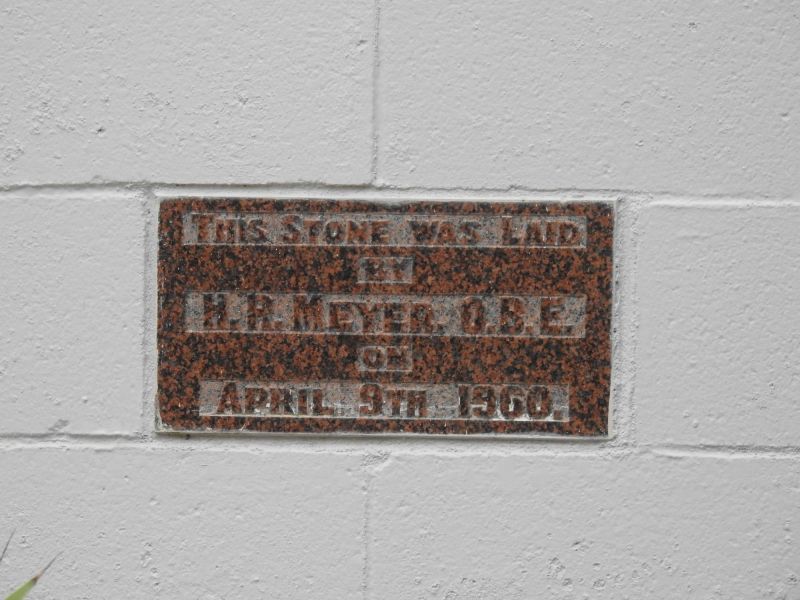 THIS STONE WAS LAID
BY
H. R. MEYER. O.B.E.
ON
APRIL 9TH 1960.